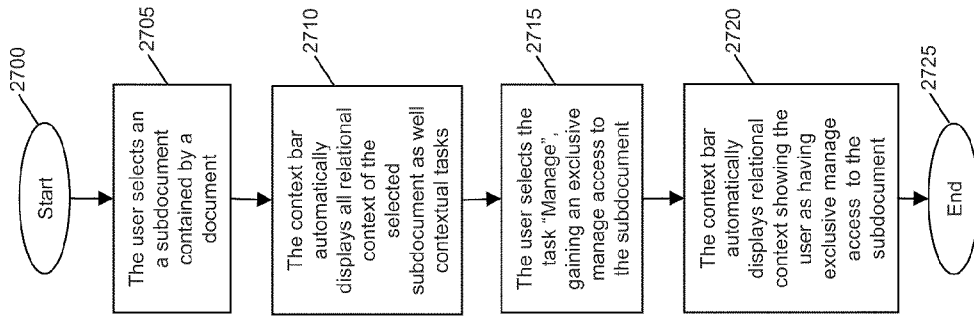 2700
Start
2705
The user selects an
a subdocument
contained by a
document
2710
The context bar
automatically
displays all relational
context of the
selected
subdocument as well
contextual tasks
2715
The user selects the
task “Manage”,
gaining an exclusive
manage access to
the subdocument
2720
The context bar
automatically
displays relational
context showing the
user as having
exclusive manage
access to the
subdocument
2725
End